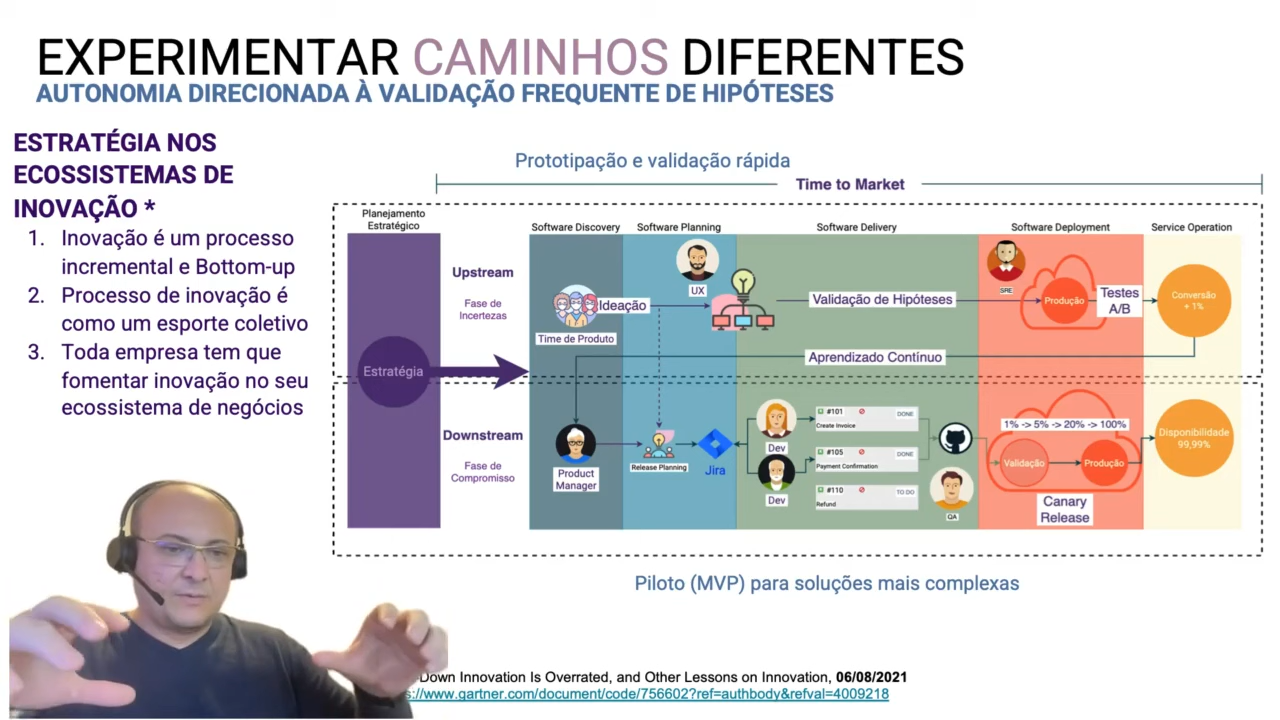 EXPERIMENTAR CAMINHOS DIFERENTES
AUTONOMIA DIRECIONADA À VALIDAÇÃO FREQUENTE DE HIPÓTESES
ESTRATÉGIA NOS
ECOSSISTEMAS DE
INOVAÇÃO *
1. Inovação é um processo
incremental e Bottom-up
2. Processo de inovação é
como um esporte coletivo
3. Toda empresa tem que
fomentar inovação no seu
ecossistema de negócios
Prototipação e validação rápida
Time to Market
Planejamento
Estratégico
Software Discovery
Software Planning
Software Delivery
Software Deployment
Service Operation
Upstream
Fase de
Incertezas
Ideação
Time de Produto
UX
Validação de Hipóteses
SRE
Produção
Testes
A/B
Conversão
+ 1%
Aprendizado Contínuo
Estratégia
Downstream
Fase de
Compromisso
Product
Manager
Release Planning
Jira
Dev
Dev
#101
DONE
Create Invoice
#105
DONE
Payment Confirmation
#110
TO DO
Refund
QA
1% -> 5% -> 20% -> 100%
Validação
Produção
Canary
Release
Disponibilidade
99,99%
Piloto (MVP) para soluções mais complexas
Down Innovation Is Overrated, and Other Lessons on Innovation, 06/08/2021
s://www.gartner.com/document/code/756602?ref=authbody&refval=4009218